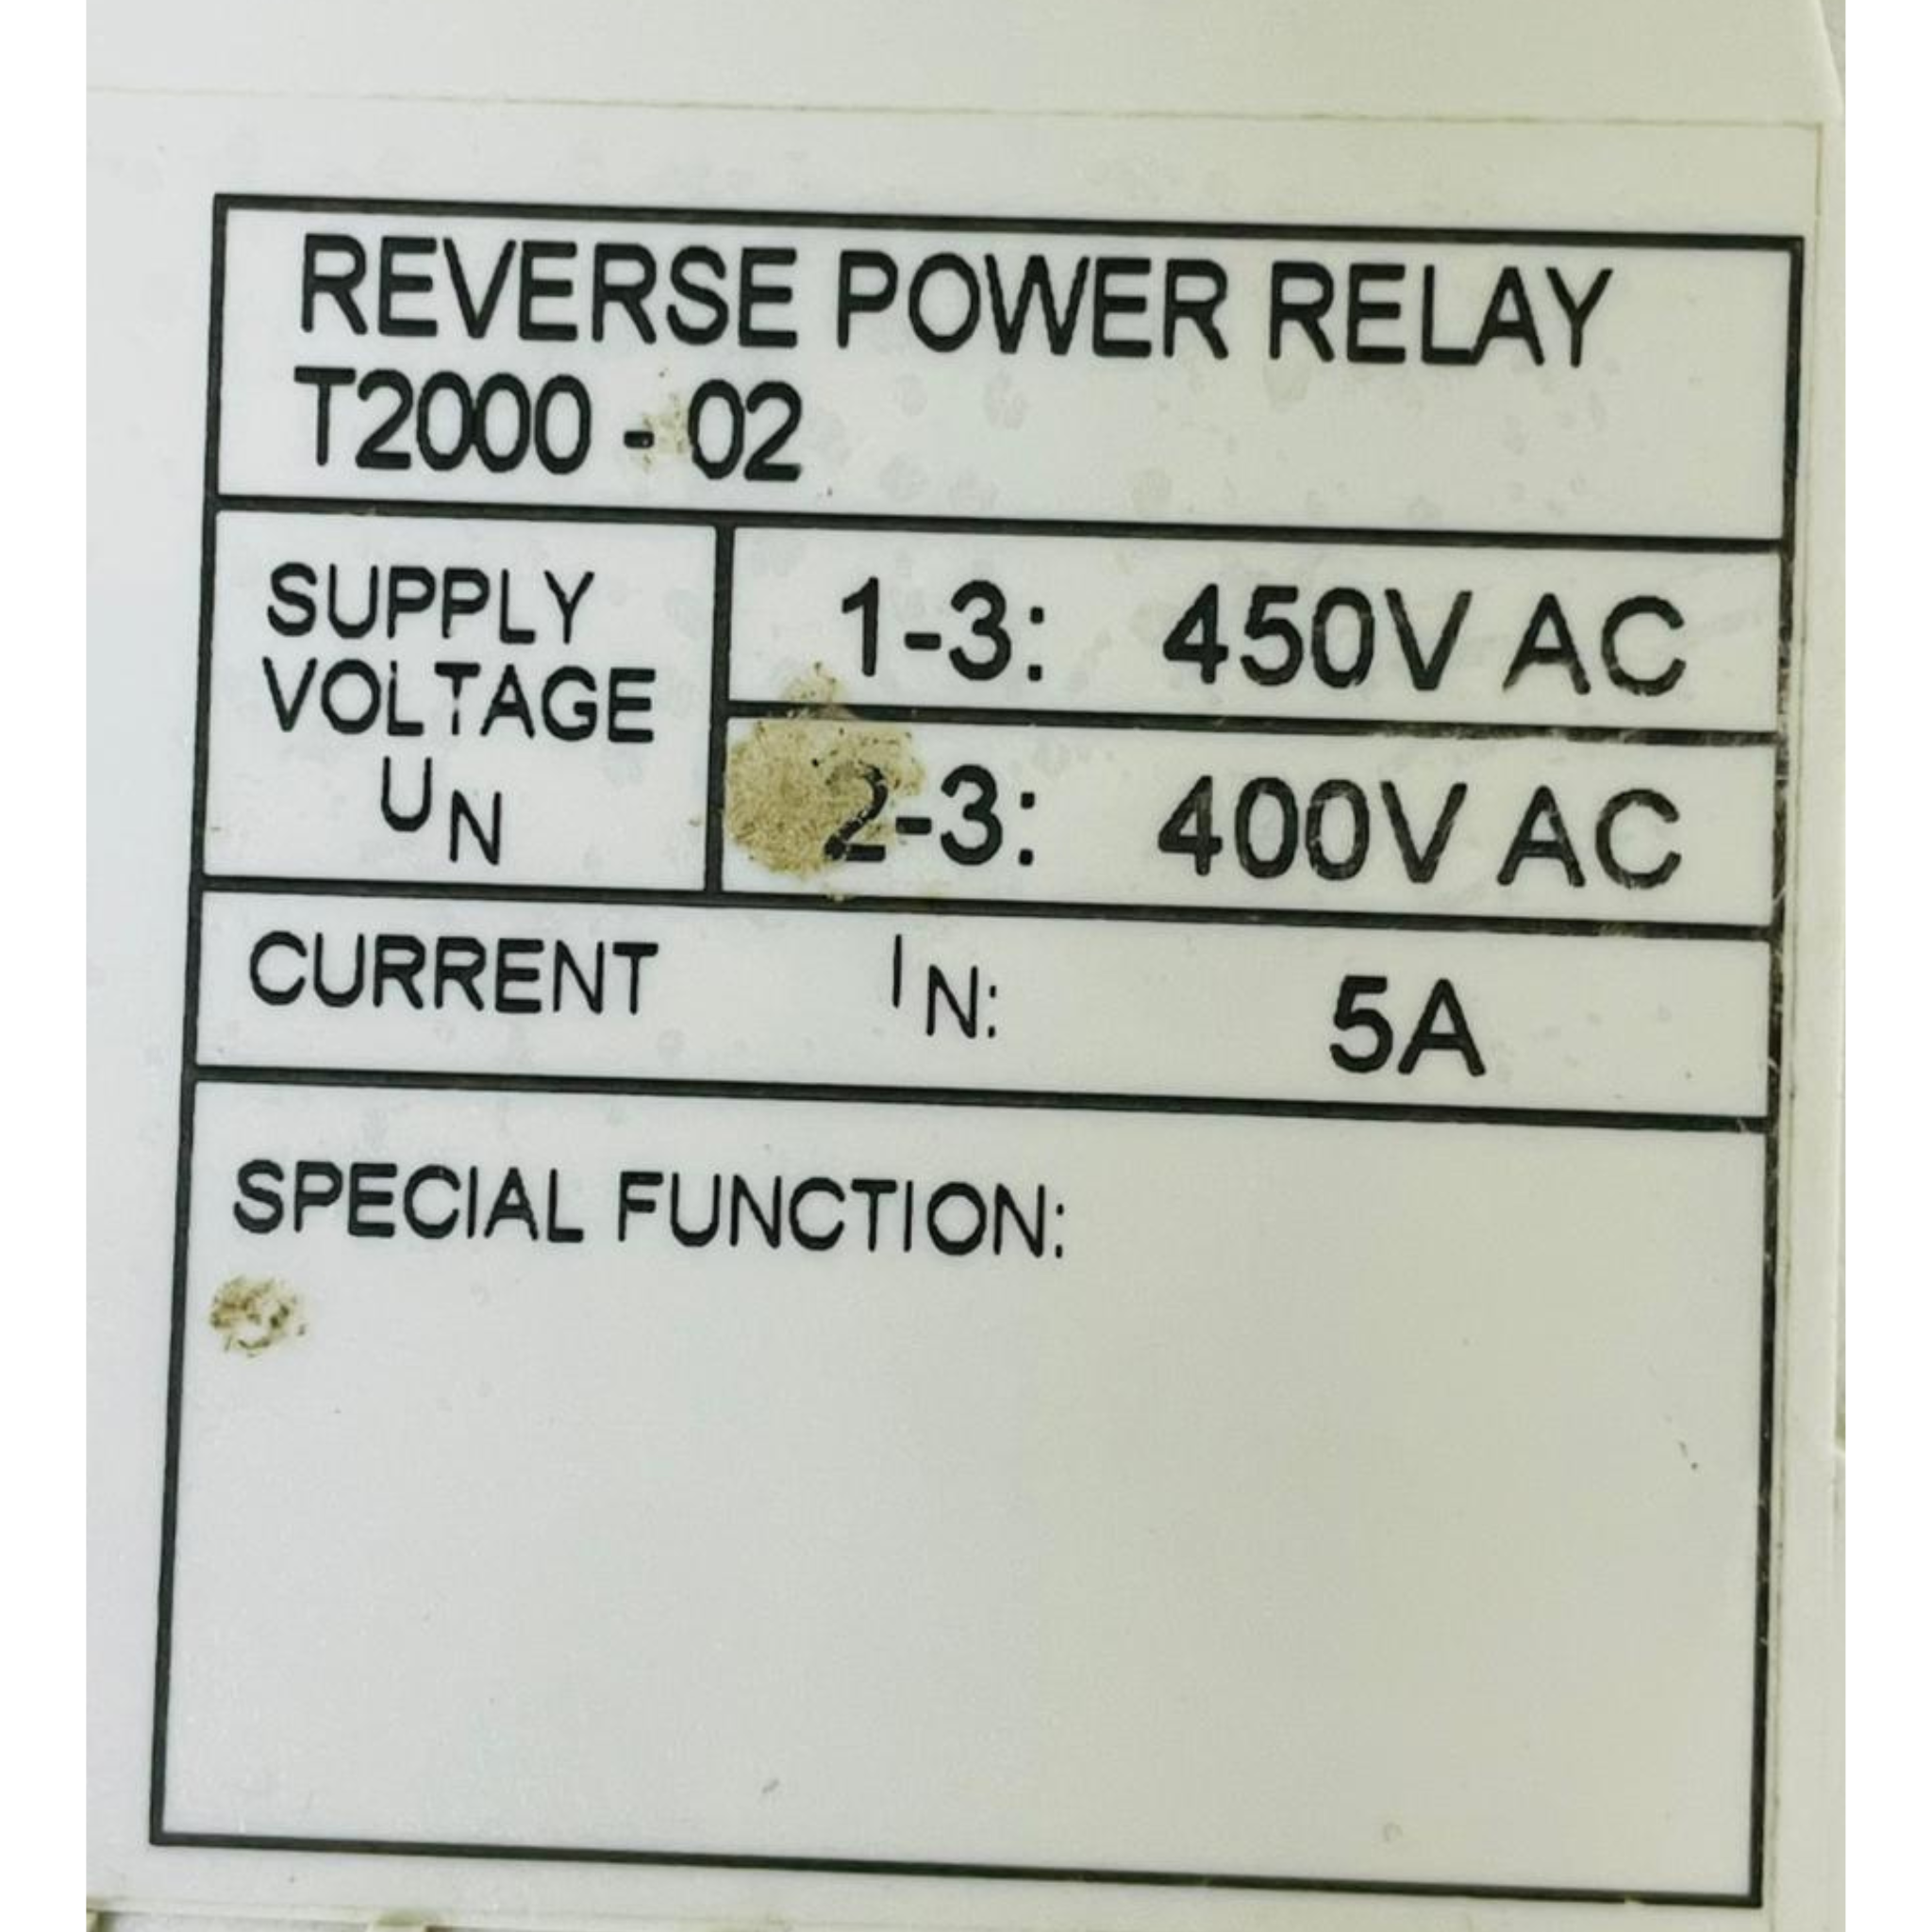 REVERSE POWER RELAY
T2000 - 02
SUPPLY
VOLTAGE
UN
1-3: 450V AC
2-3: 400V AC
CURRENT IN: 5A
SPECIAL FUNCTION: